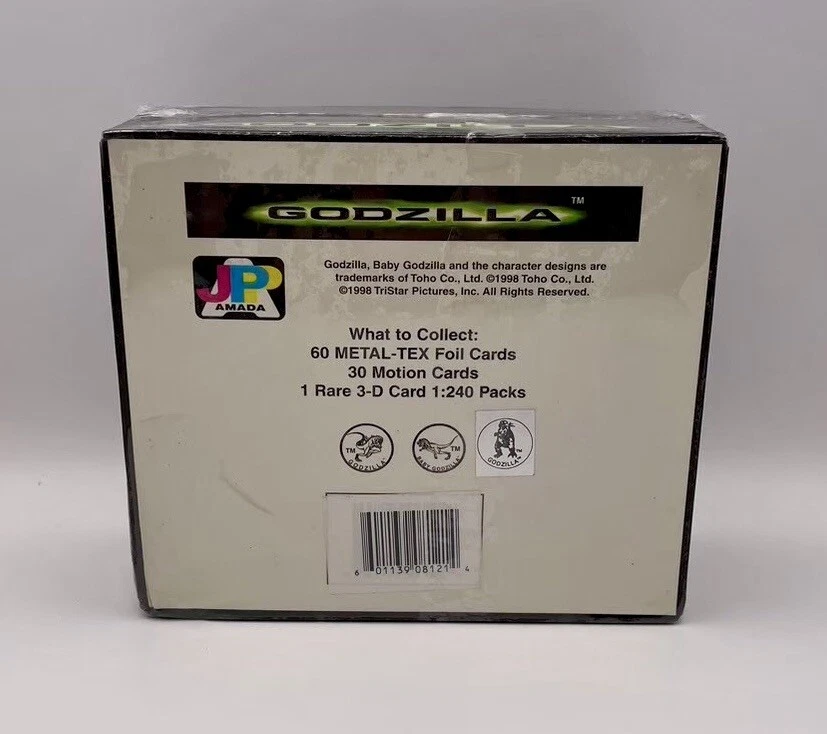 GODZILLA™
Godzilla, Baby Godzilla and the character designs are
trademarks of Toho Co., Ltd. ©1998 Toho Co., Ltd.
©1998 TriStar Pictures, Inc. All Rights Reserved.
JPP
AMADA
What to Collect:
60 METAL-TEX Foil Cards
30 Motion Cards
1 Rare 3-D Card 1:240 Packs
TM GODZILLA
BABY GODZILLA TM
GODZILLA™
6 01139 08121 4